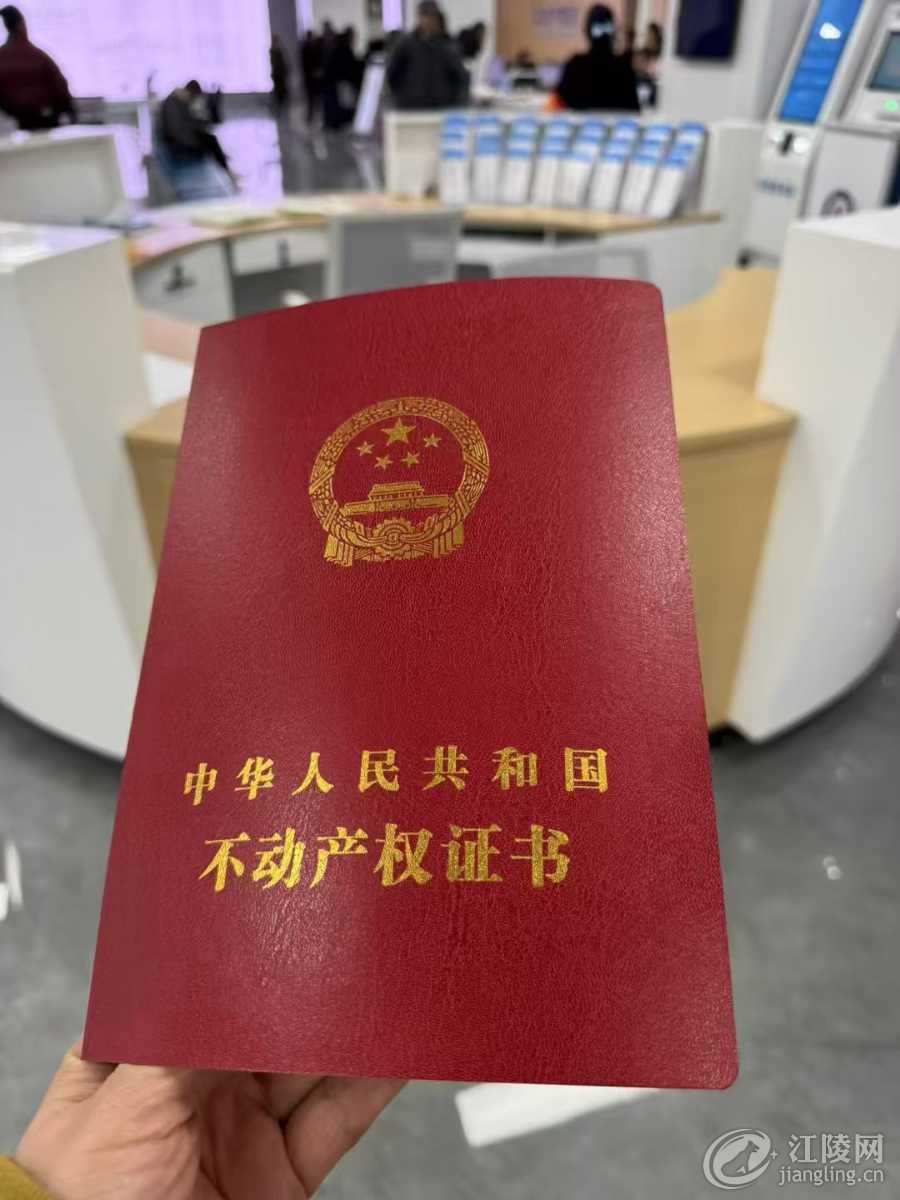 中华人民共和国
不动产权证书
江陵网
jiangling.cn